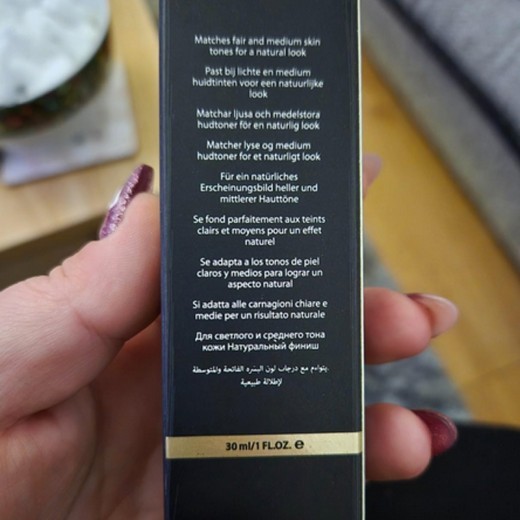 Matches fair and medium skin
tones for a natural look
Past bij lichte en medium
huidtinten voor een natuurlijke
look
Matchar ljusa och medelstora
hudtoner för en naturlig look
Matcher lyse og medium
hudtoner for et naturligt look
Für ein natürliches
Erscheinungsbild heller und
mittlerer Hauttöne
Se fond parfaitement aux teints
clairs et moyens pour un effet
naturel
Se adapta a los tonos de piel
claros y medios para lograr un
aspecto natural
Si adatta alle carnagioni chiare e
medie per un risultato naturale
Для светлого и среднего тона
кожи Натуральный финиш
يتواءم مع درجات لون البشرة الفاتحة والمتوسطة.
لإطلالة طبيعية
30 ml/1 FL.OZ. ℮